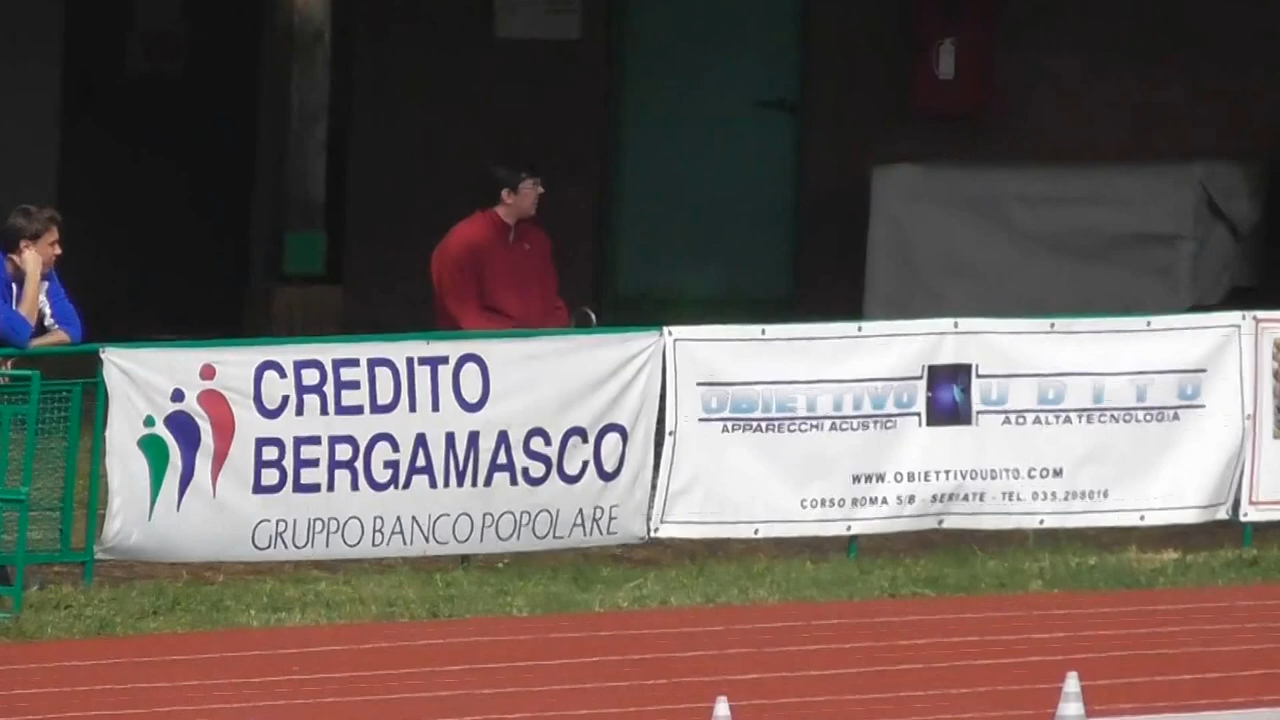 CREDITO
BERGAMASCO
GRUPPO BANCO POPOLARE
OBIETTIVO UDITO
APPARECCHI ACUSTICI AD ALTA TECNOLOGIA
WWW.OBIETTIVOUDITO.COM
CORSO ROMA 5/B - SERIATE - TEL. 035.298016